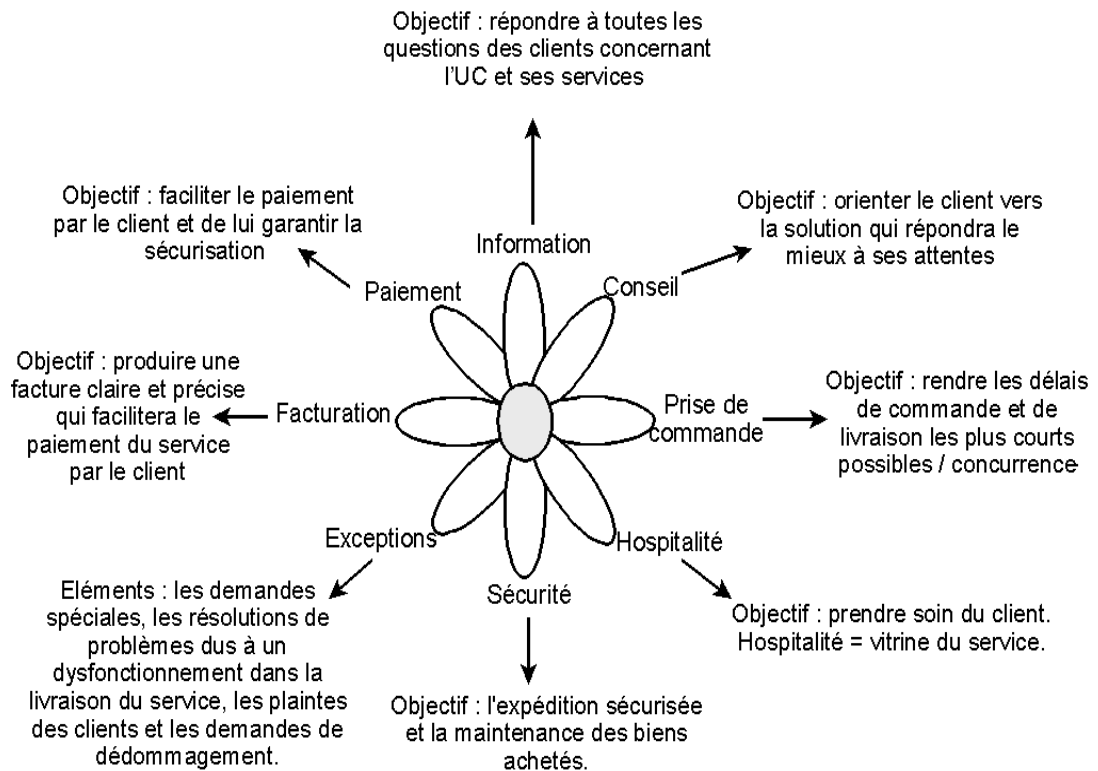 Objectif : répondre à toutes les
questions des clients concernant
l'UC et ses services
Objectif : faciliter le paiement
par le client et de lui garantir la
sécurisation
Objectif : orienter le client vers
la solution qui répondra le
mieux à ses attentes
Information
Paiement
Conseil
Objectif : produire une
facture claire et précise
qui facilitera le
paiement du service
par le client
Facturation
Prise de
commande
Objectif : rendre les délais
de commande et de
livraison les plus courts
possibles / concurrence
Exceptions
Hospitalité
Sécurité
Eléments : les demandes
spéciales, les résolutions de
problèmes dus à un
dysfonctionnement dans la
livraison du service, les plaintes
des clients et les demandes de
dédommagement.
Objectif : l'expédition sécurisée
et la maintenance des biens
achetés.
Objectif : prendre soin du client.
Hospitalité = vitrine du service.